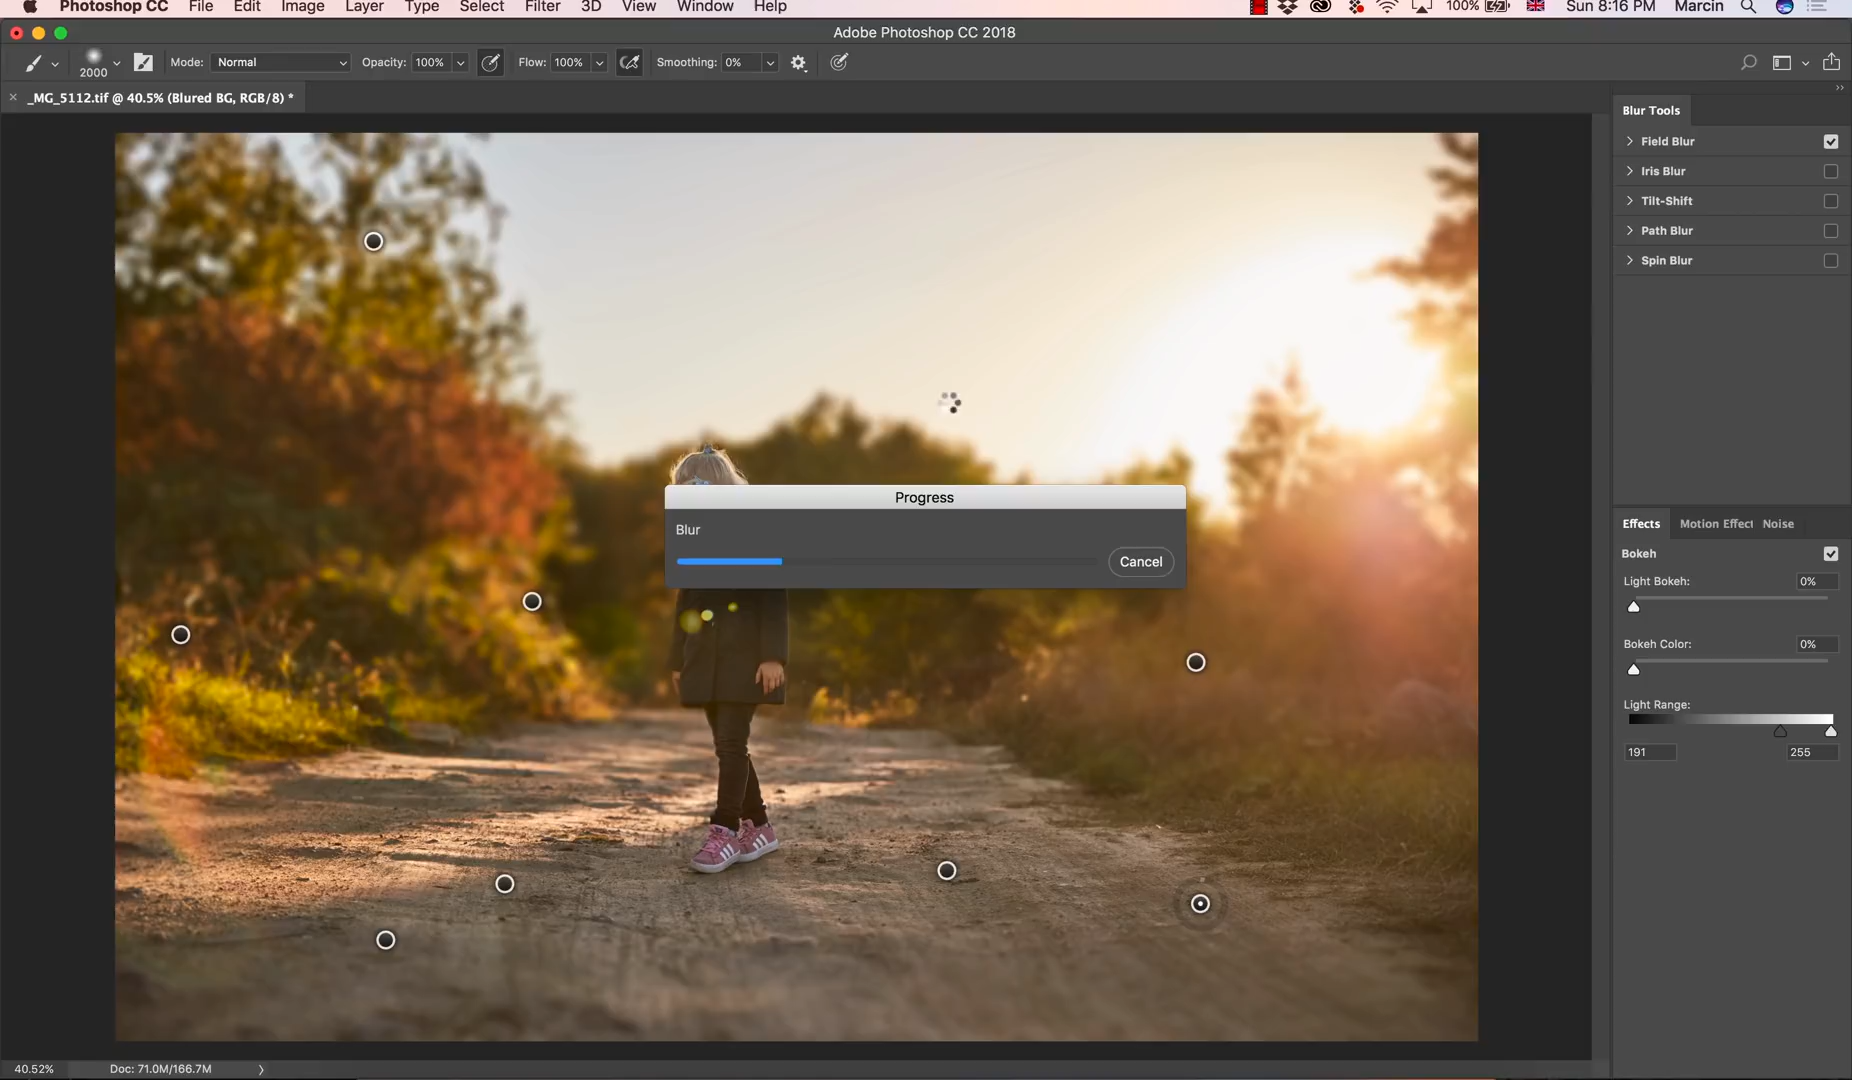 Photoshop CC File Edit Image Layer Type Select Filter 3D View Window Help 100% Sun 8:16 PM Marcin
Adobe Photoshop CC 2018
2000 Mode: Normal Opacity: 100% Flow: 100% Smoothing: 0%
× _MG_5112.tif @ 40.5% (Blured BG, RGB/8) *
Blur Tools
Field Blur
Iris Blur
Tilt-Shift
Path Blur
Spin Blur
Progress
Blur
Cancel
Effects Motion Effect Noise
Bokeh
Light Bokeh: 0%
Bokeh Color: 0%
Light Range:
191 255
40.52% Doc: 71.0M/166.7M